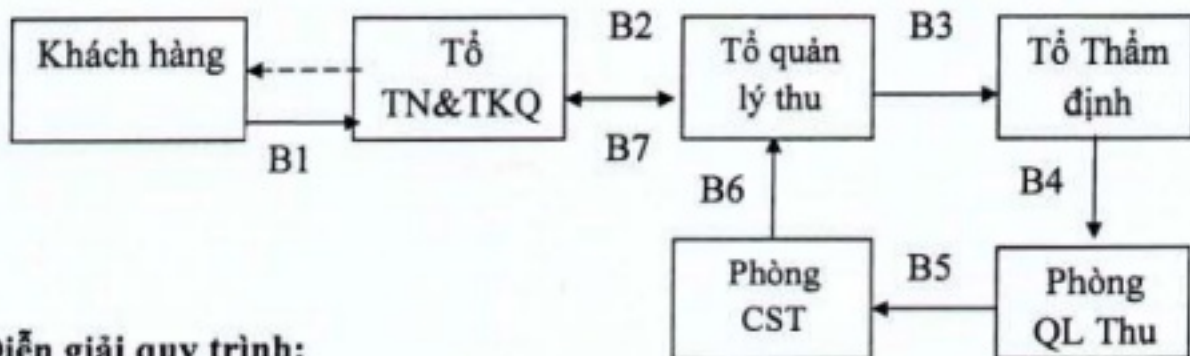 Khách hàng
Tổ
TN&TKQ
Tổ quản
lý thu
Tổ Thẩm
định
B1
B2
B7
B3
B4
B6
B5
Phòng
CST
Phòng
QL Thu
Diễn giải quy trình: